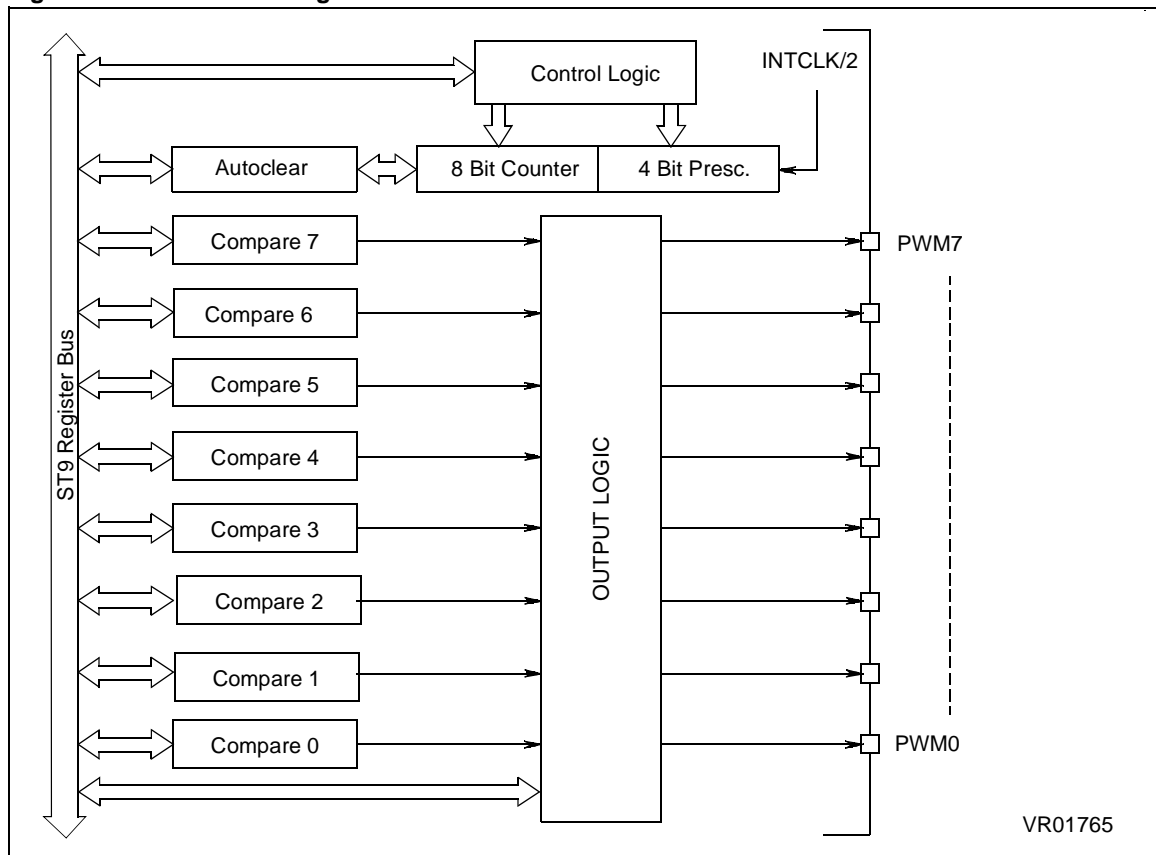 Control Logic
INTCLK/2
Autoclear
8 Bit Counter
4 Bit Presc.
Compare 7
PWM7
Compare 6
Compare 5
Compare 4
Compare 3
Compare 2
Compare 1
Compare 0
PWM0
ST9 Register Bus
OUTPUT LOGIC
VR01765